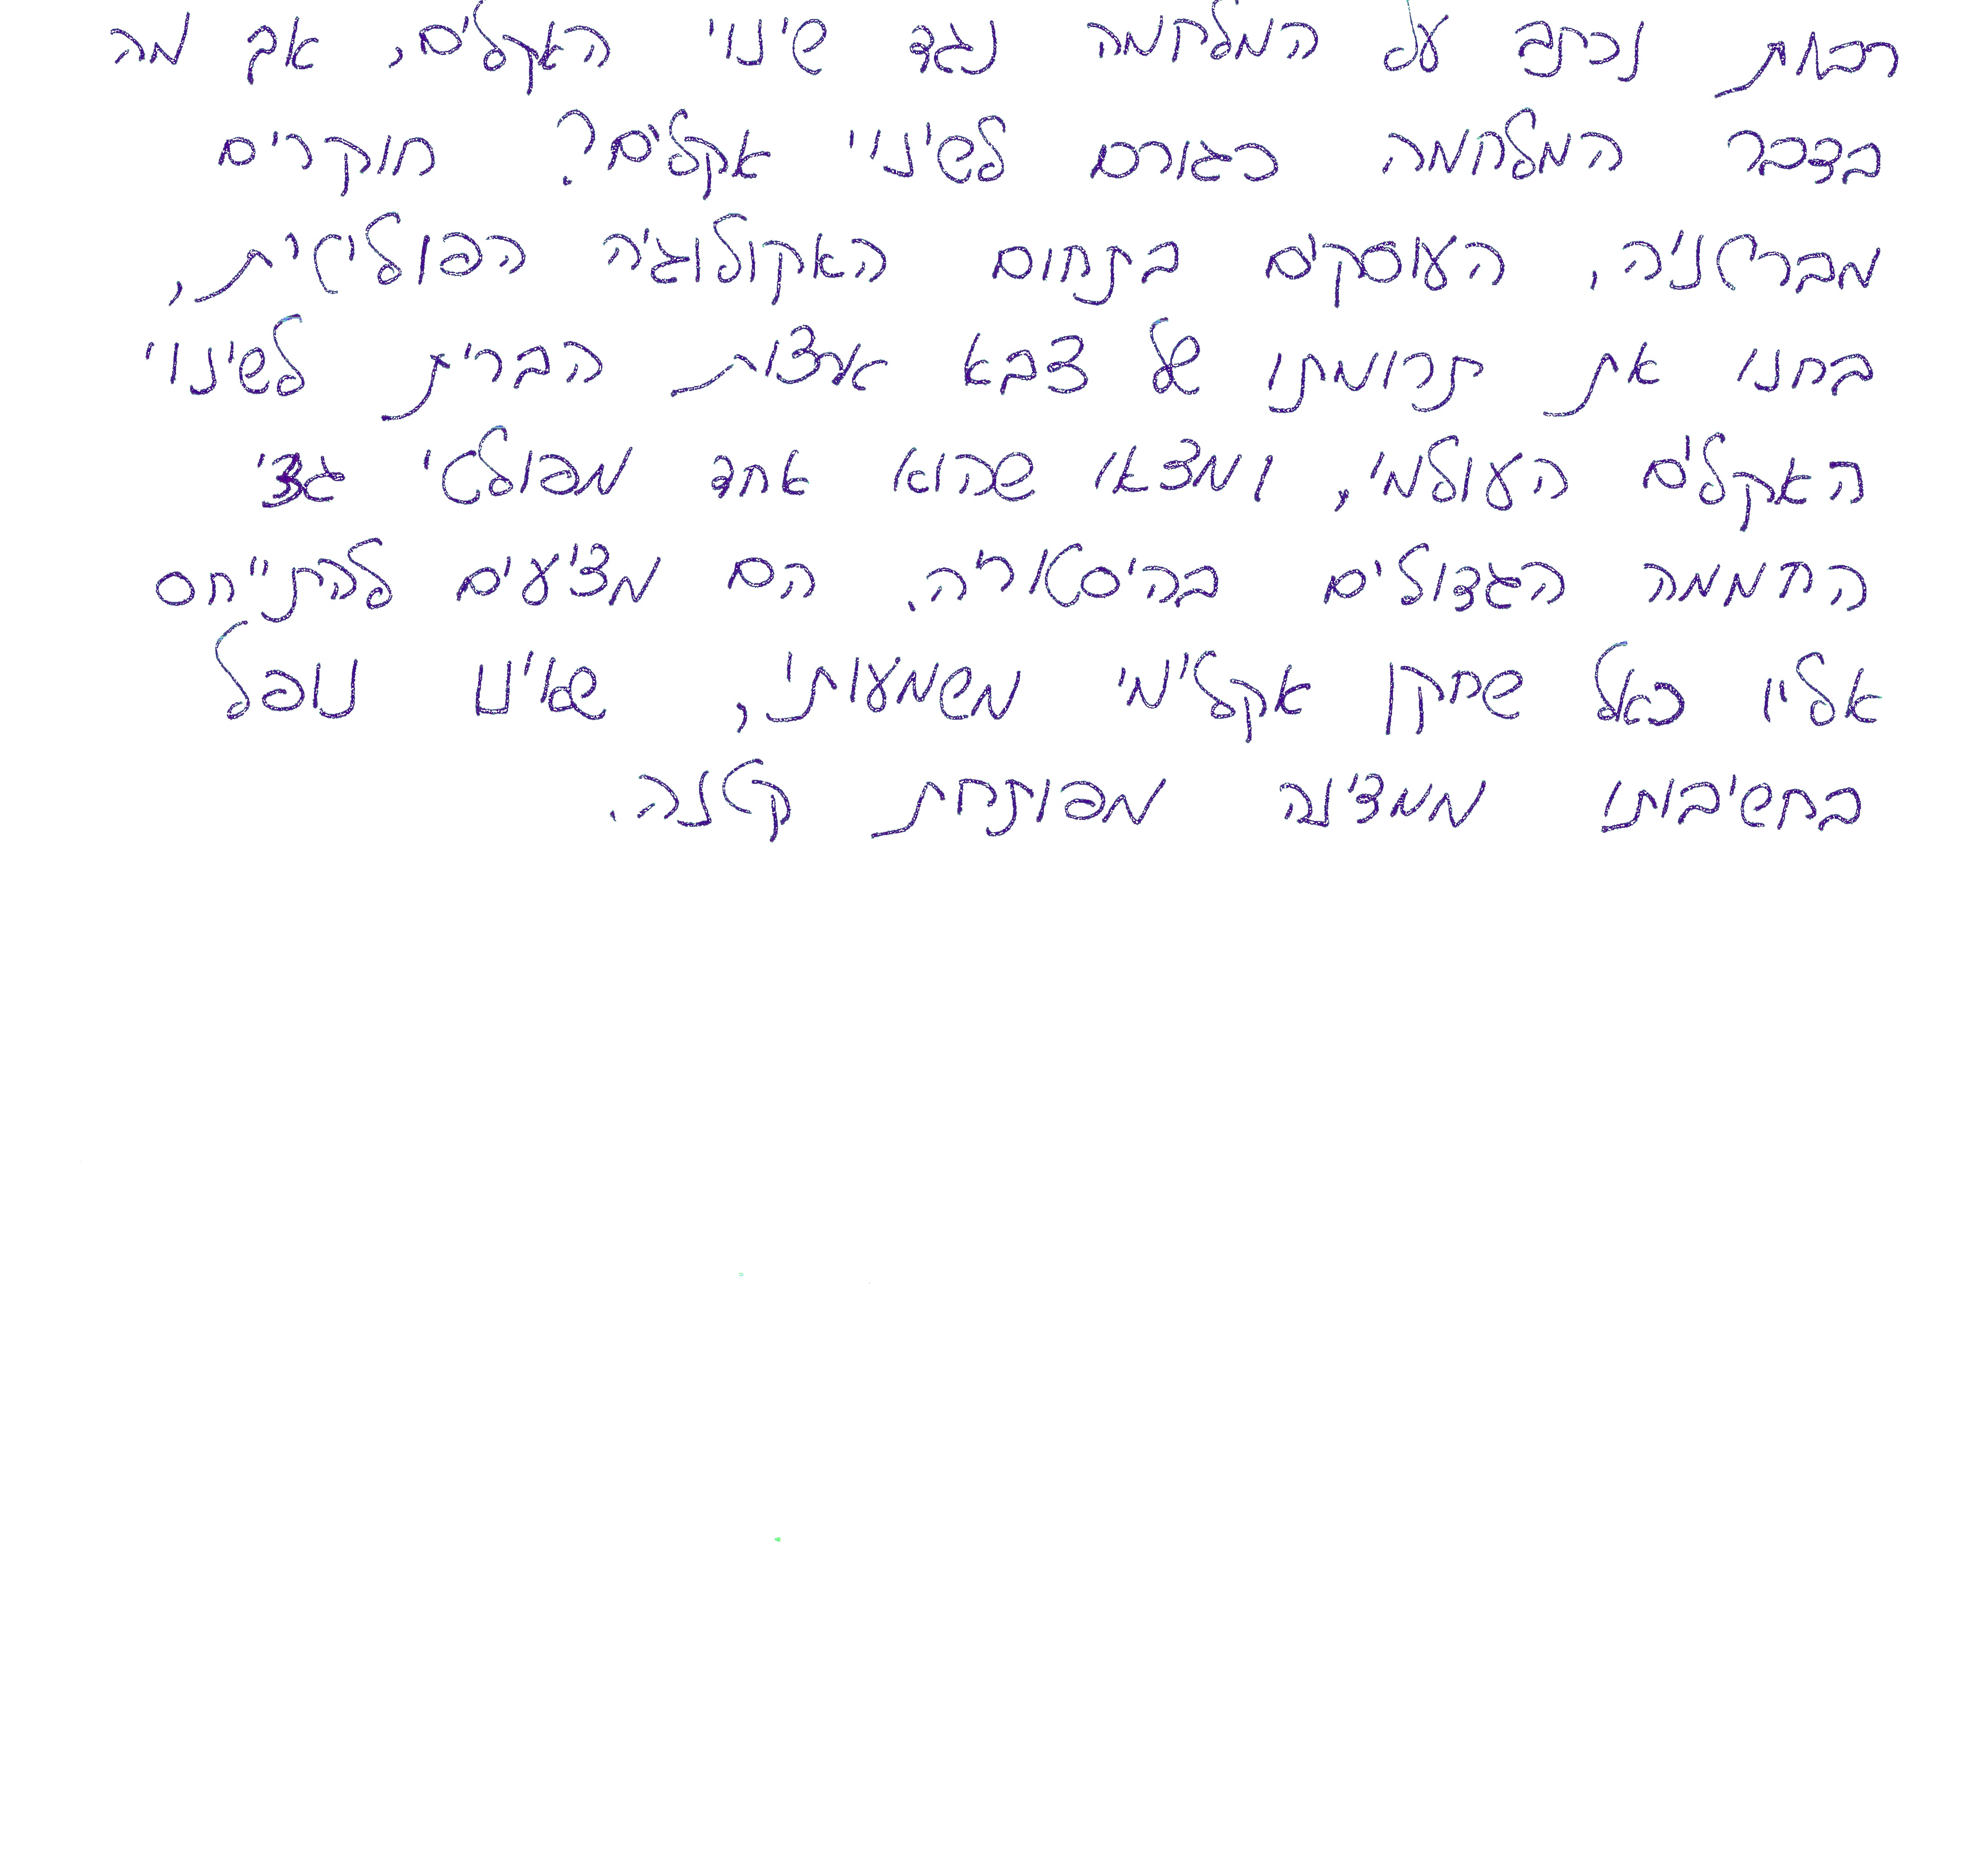 רבות נכתב על המלחמה נגד שינוי האקלים, אך מה
בדבר המלחמה כגורם לשינוי אקלים? חוקרים
מבריטניה, העוסקים בתחום האקולוגיה הפוליטית,
בחנו את תרומתו של צבא ארצות הברית לשינוי
האקלים העולמי, ומצאו שהוא אחד מפולטי גזי
החממה הגדולים בהיסטוריה. הם מציעים להתייחס
אליו כאל שחקן אקלימי משמעותי, שאינו נופל
בחשיבותו ממדינה מפותחת קטנה.